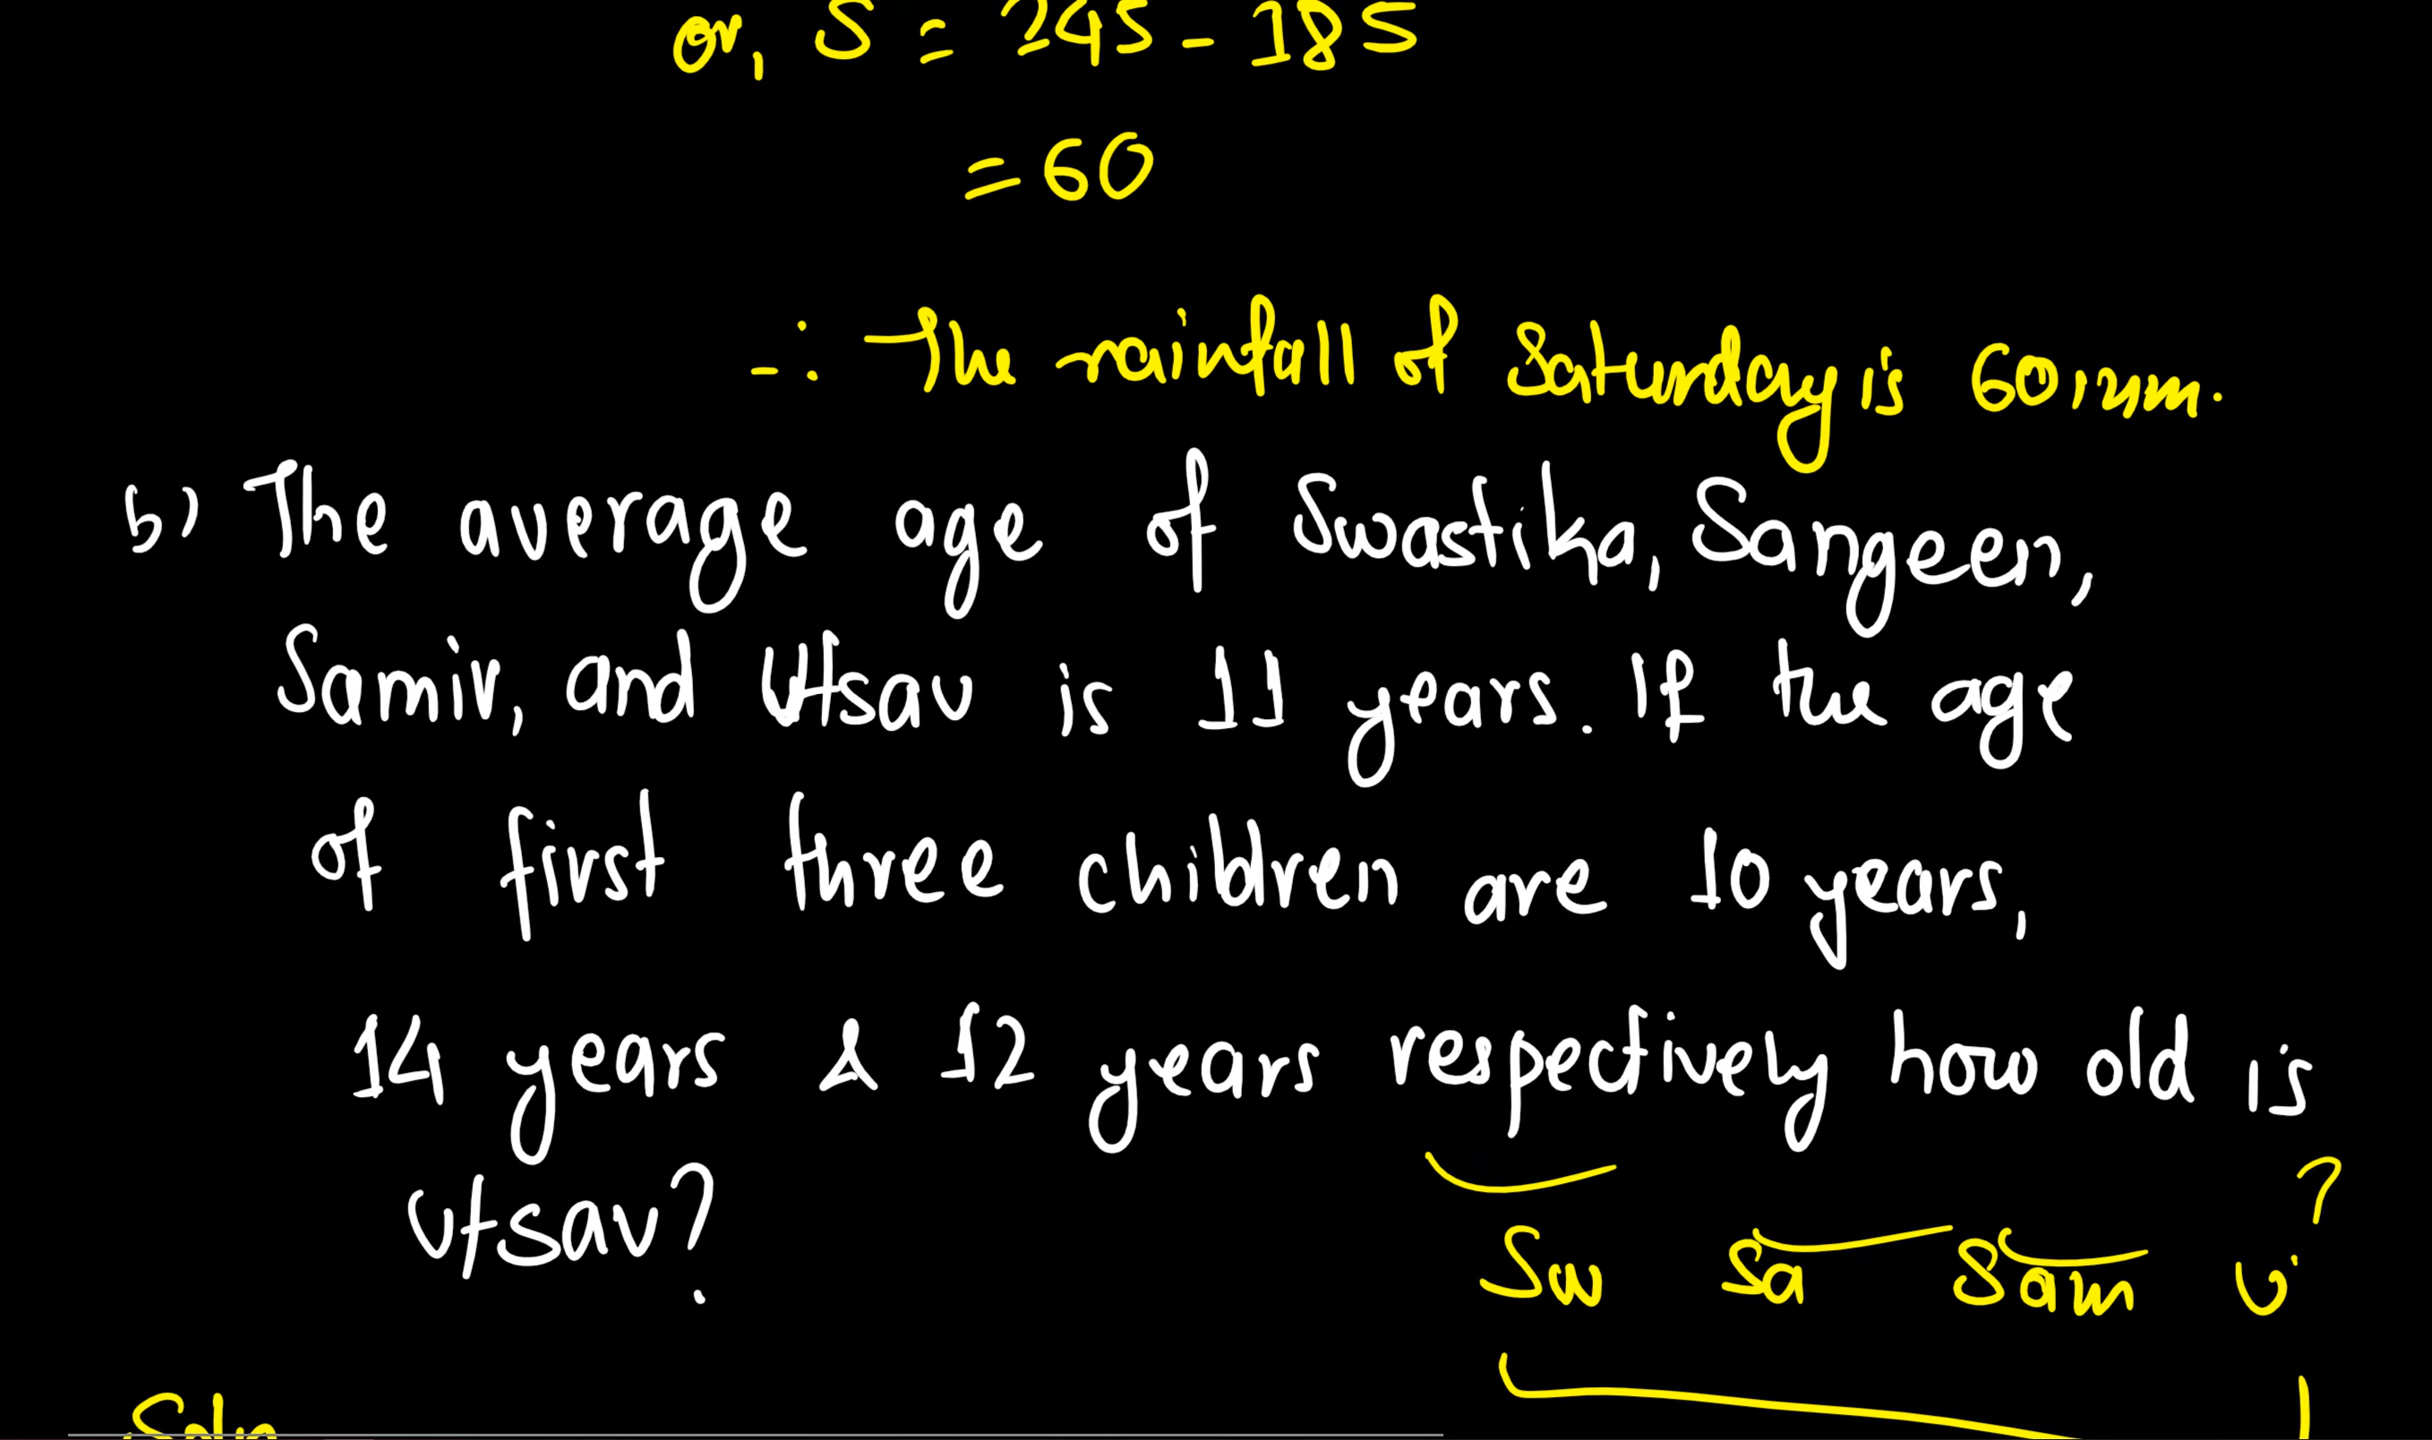 or, S = 245 - 185
= 60
∴ The rainfall of Saturday is 60 mm.
b) The average age of Swastika, Sangeen,
Samir, and Utsav is 11 years. If the age
of first three children are 10 years,
14 years & 12 years respectively how old is
Utsav?
?
Sw Sa Sam U
Soln